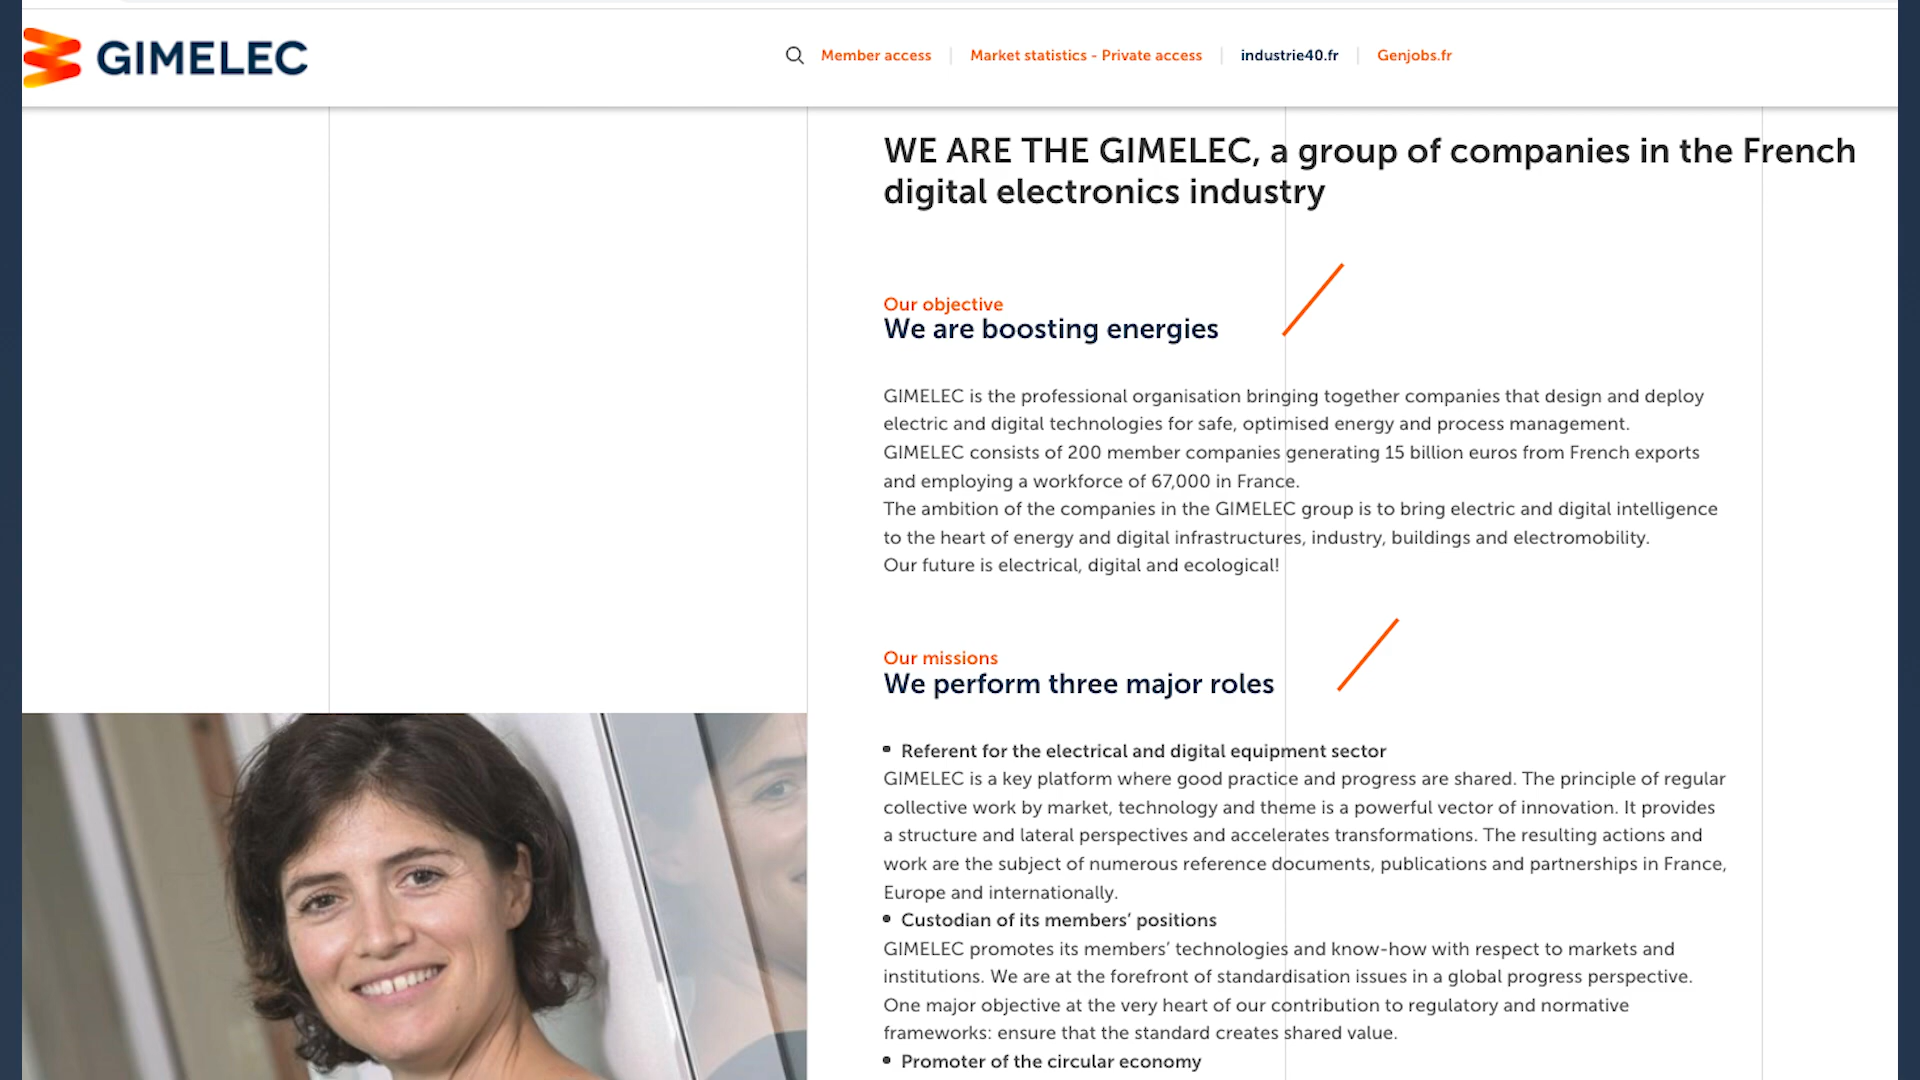 GIMELEC
Member access
Market statistics - Private access
industrie40.fr
Genjobs.fr
WE ARE THE GIMELEC, a group of companies in the French
digital electronics industry
Our objective
We are boosting energies
GIMELEC is the professional organisation bringing together companies that design and deploy
electric and digital technologies for safe, optimised energy and process management.
GIMELEC consists of 200 member companies generating 15 billion euros from French exports
and employing a workforce of 67,000 in France.
The ambition of the companies in the GIMELEC group is to bring electric and digital intelligence
to the heart of energy and digital infrastructures, industry, buildings and electromobility.
Our future is electrical, digital and ecological!
Our missions
We perform three major roles
• Referent for the electrical and digital equipment sector
GIMELEC is a key platform where good practice and progress are shared. The principle of regular
collective work by market, technology and theme is a powerful vector of innovation. It provides
a structure and lateral perspectives and accelerates transformations. The resulting actions and
work are the subject of numerous reference documents, publications and partnerships in France,
Europe and internationally.
• Custodian of its members’ positions
GIMELEC promotes its members’ technologies and know-how with respect to markets and
institutions. We are at the forefront of standardisation issues in a global progress perspective.
One major objective at the very heart of our contribution to regulatory and normative
frameworks: ensure that the standard creates shared value.
• Promoter of the circular economy